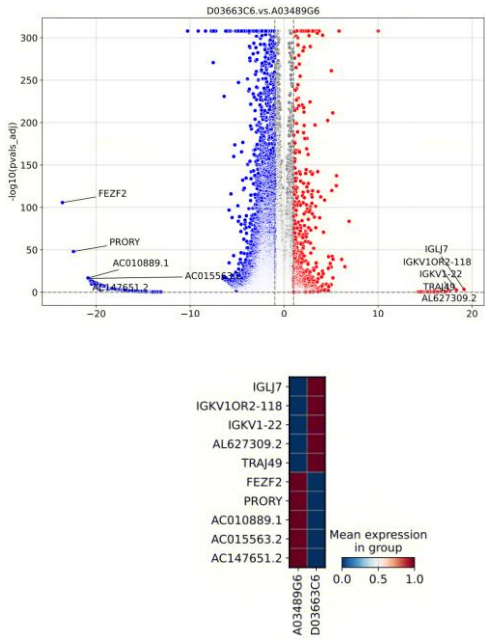 D03663C6.vs.A03489G6
-log10(pvals_adj)
300
250
200
150
100
50
0
FEZF2
PRORY
AC010889.1
AC015563.2
AC147651.2
IGLJ7
IGKV1OR2-118
IGKV1-22
TRAJ49
AL627309.2
−20 −10 0 10 20
IGLJ7
IGKV1OR2-118
IGKV1-22
AL627309.2
TRAJ49
FEZF2
PRORY
AC010889.1
AC015563.2
AC147651.2
A03489G6
D03663C6
Mean expression
in group
0.0 0.5 1.0